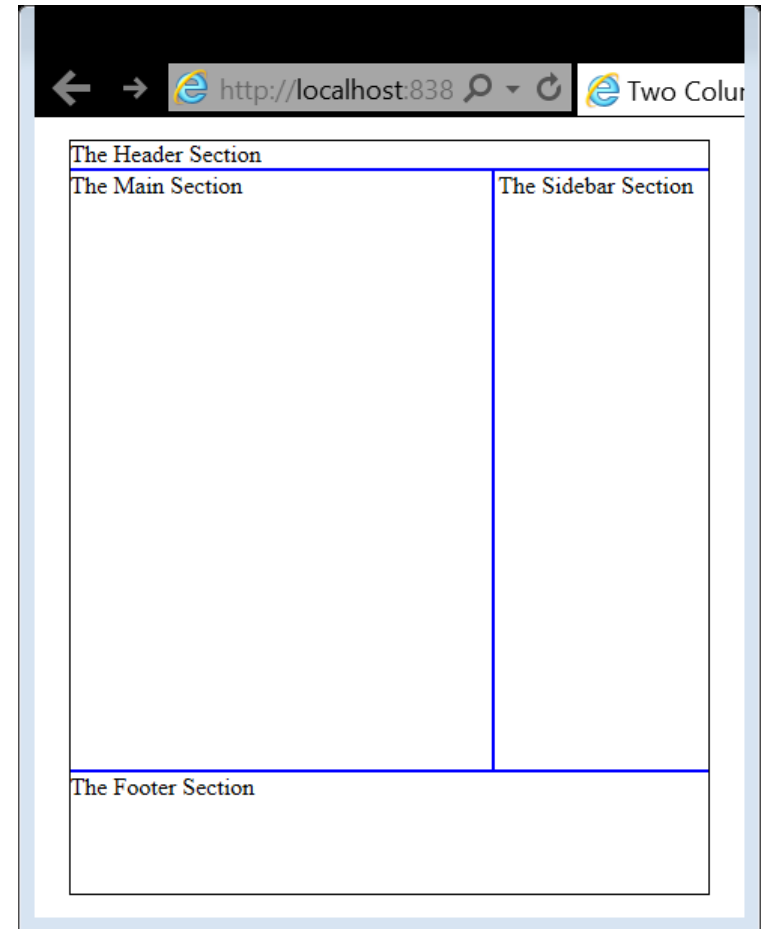 http://localhost:838
Two Colu
The Header Section
The Main Section
The Sidebar Section
The Footer Section